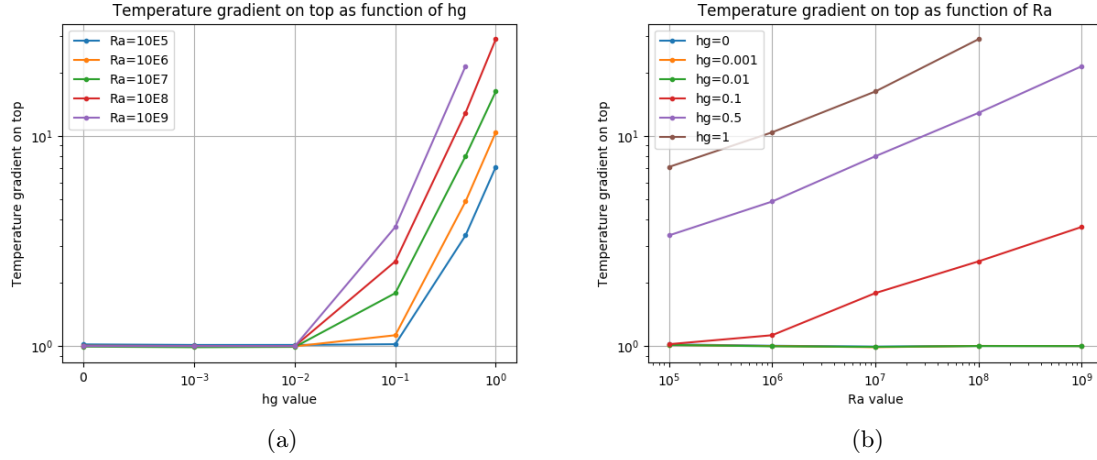 Temperature gradient on top as function of hg
Ra=10E5
Ra=10E6
Ra=10E7
Ra=10E8
Ra=10E9
Temperature gradient on top
10¹
10⁰
0
10⁻³
10⁻²
10⁻¹
10⁰
hg value
(a)
Temperature gradient on top as function of Ra
hg=0
hg=0.001
hg=0.01
hg=0.1
hg=0.5
hg=1
Temperature gradient on top
10¹
10⁰
10⁵
10⁶
10⁷
10⁸
10⁹
Ra value
(b)